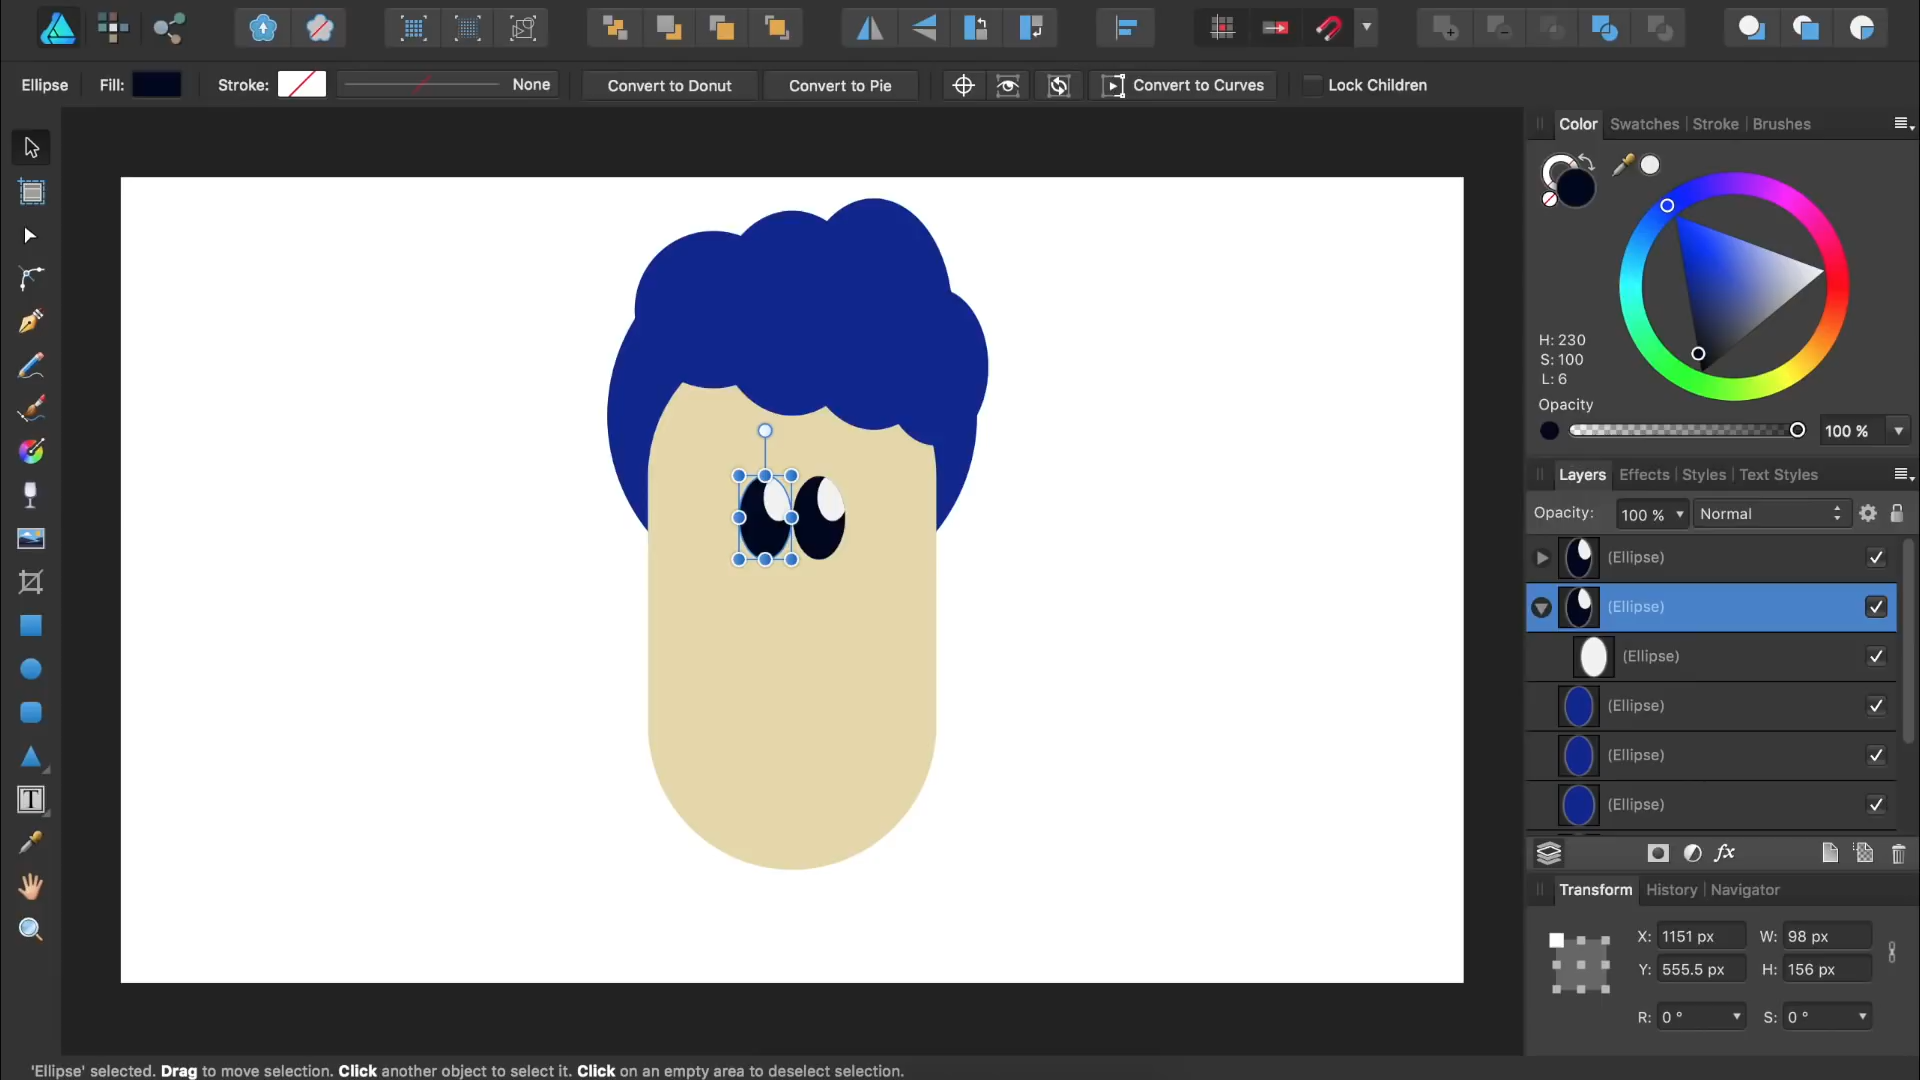 Ellipse Fill: Stroke: None Convert to Donut Convert to Pie Convert to Curves Lock Children
Color Swatches Stroke Brushes
H: 230
S: 100
L: 6
Opacity
100 %
Layers Effects Styles Text Styles
Opacity: 100 % Normal
(Ellipse)
(Ellipse)
(Ellipse)
(Ellipse)
(Ellipse)
(Ellipse)
fx
Transform History Navigator
X: 1151 px W: 98 px
Y: 555.5 px H: 156 px
R: 0 ° S: 0 °
T
'Ellipse' selected. Drag to move selection. Click another object to select it. Click on an empty area to deselect selection.